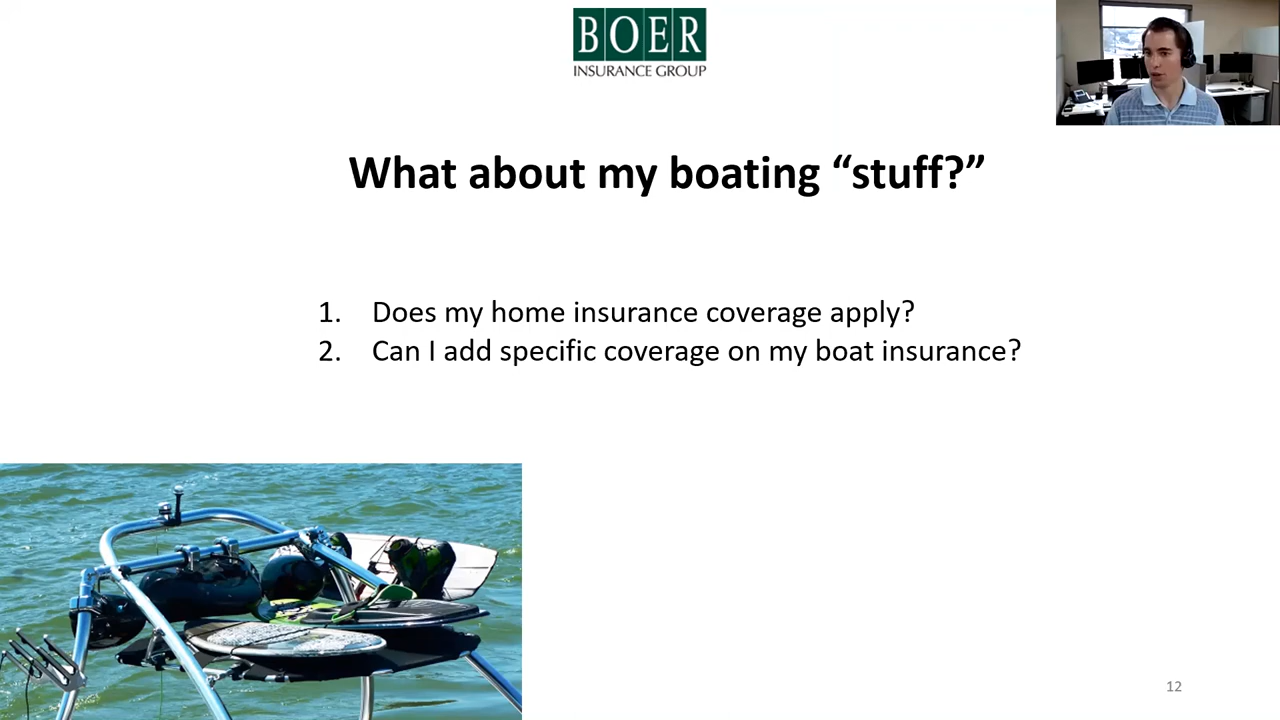 BOER
INSURANCE GROUP
What about my boating “stuff?”
1. Does my home insurance coverage apply?
2. Can I add specific coverage on my boat insurance?
12